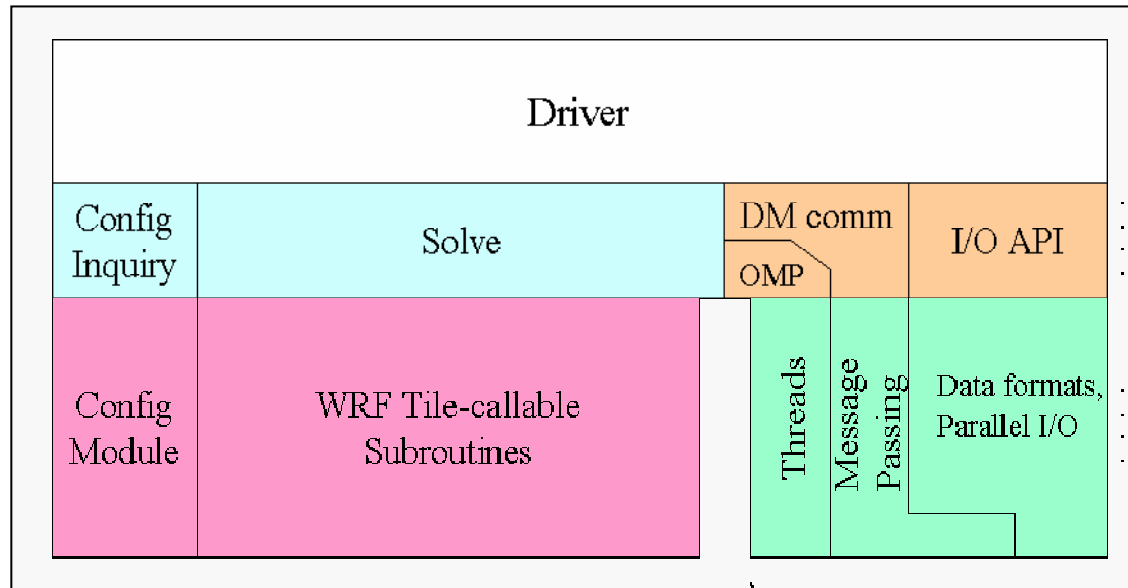 Driver
Config
Inquiry
Solve
DM comm
OMP
I/O API
Config
Module
WRF Tile-callable
Subroutines
Threads
Message
Passing
Data formats,
Parallel I/O